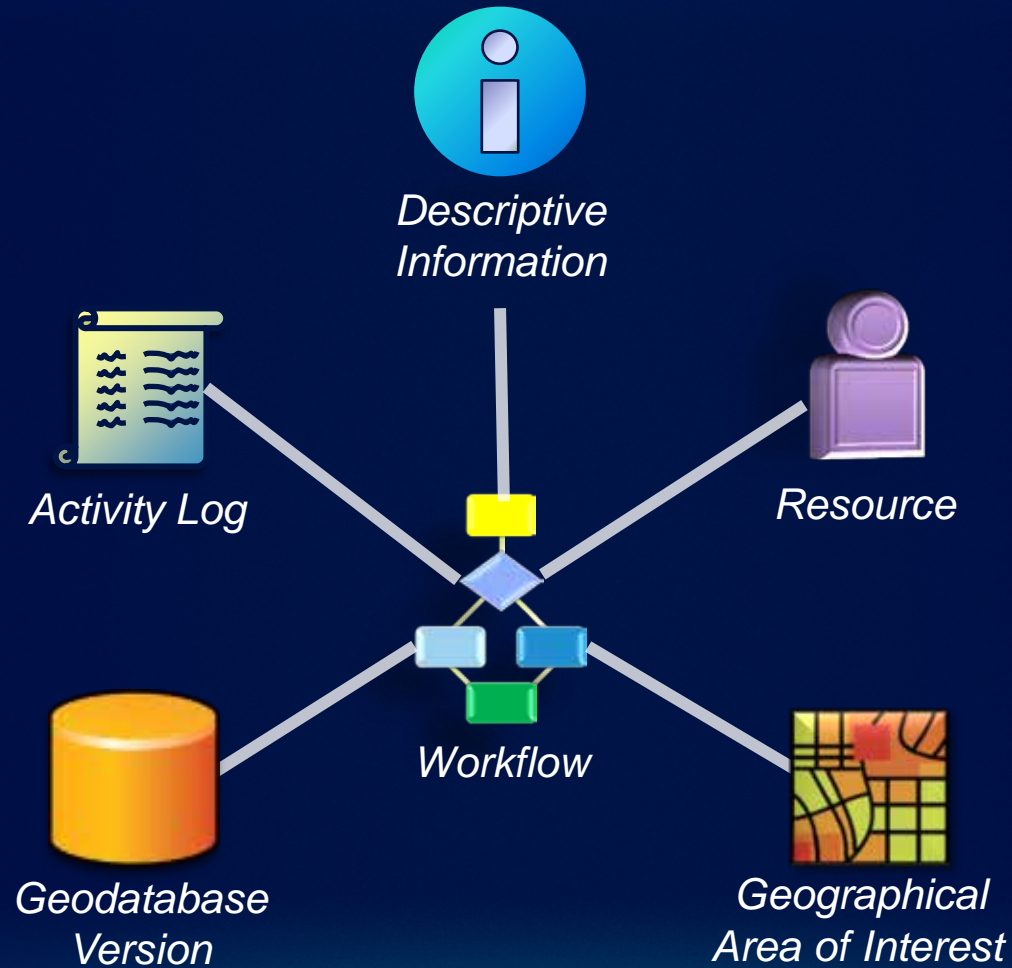 Descriptive
Information
Activity Log
Resource
Workflow
Geodatabase
Version
Geographical
Area of Interest